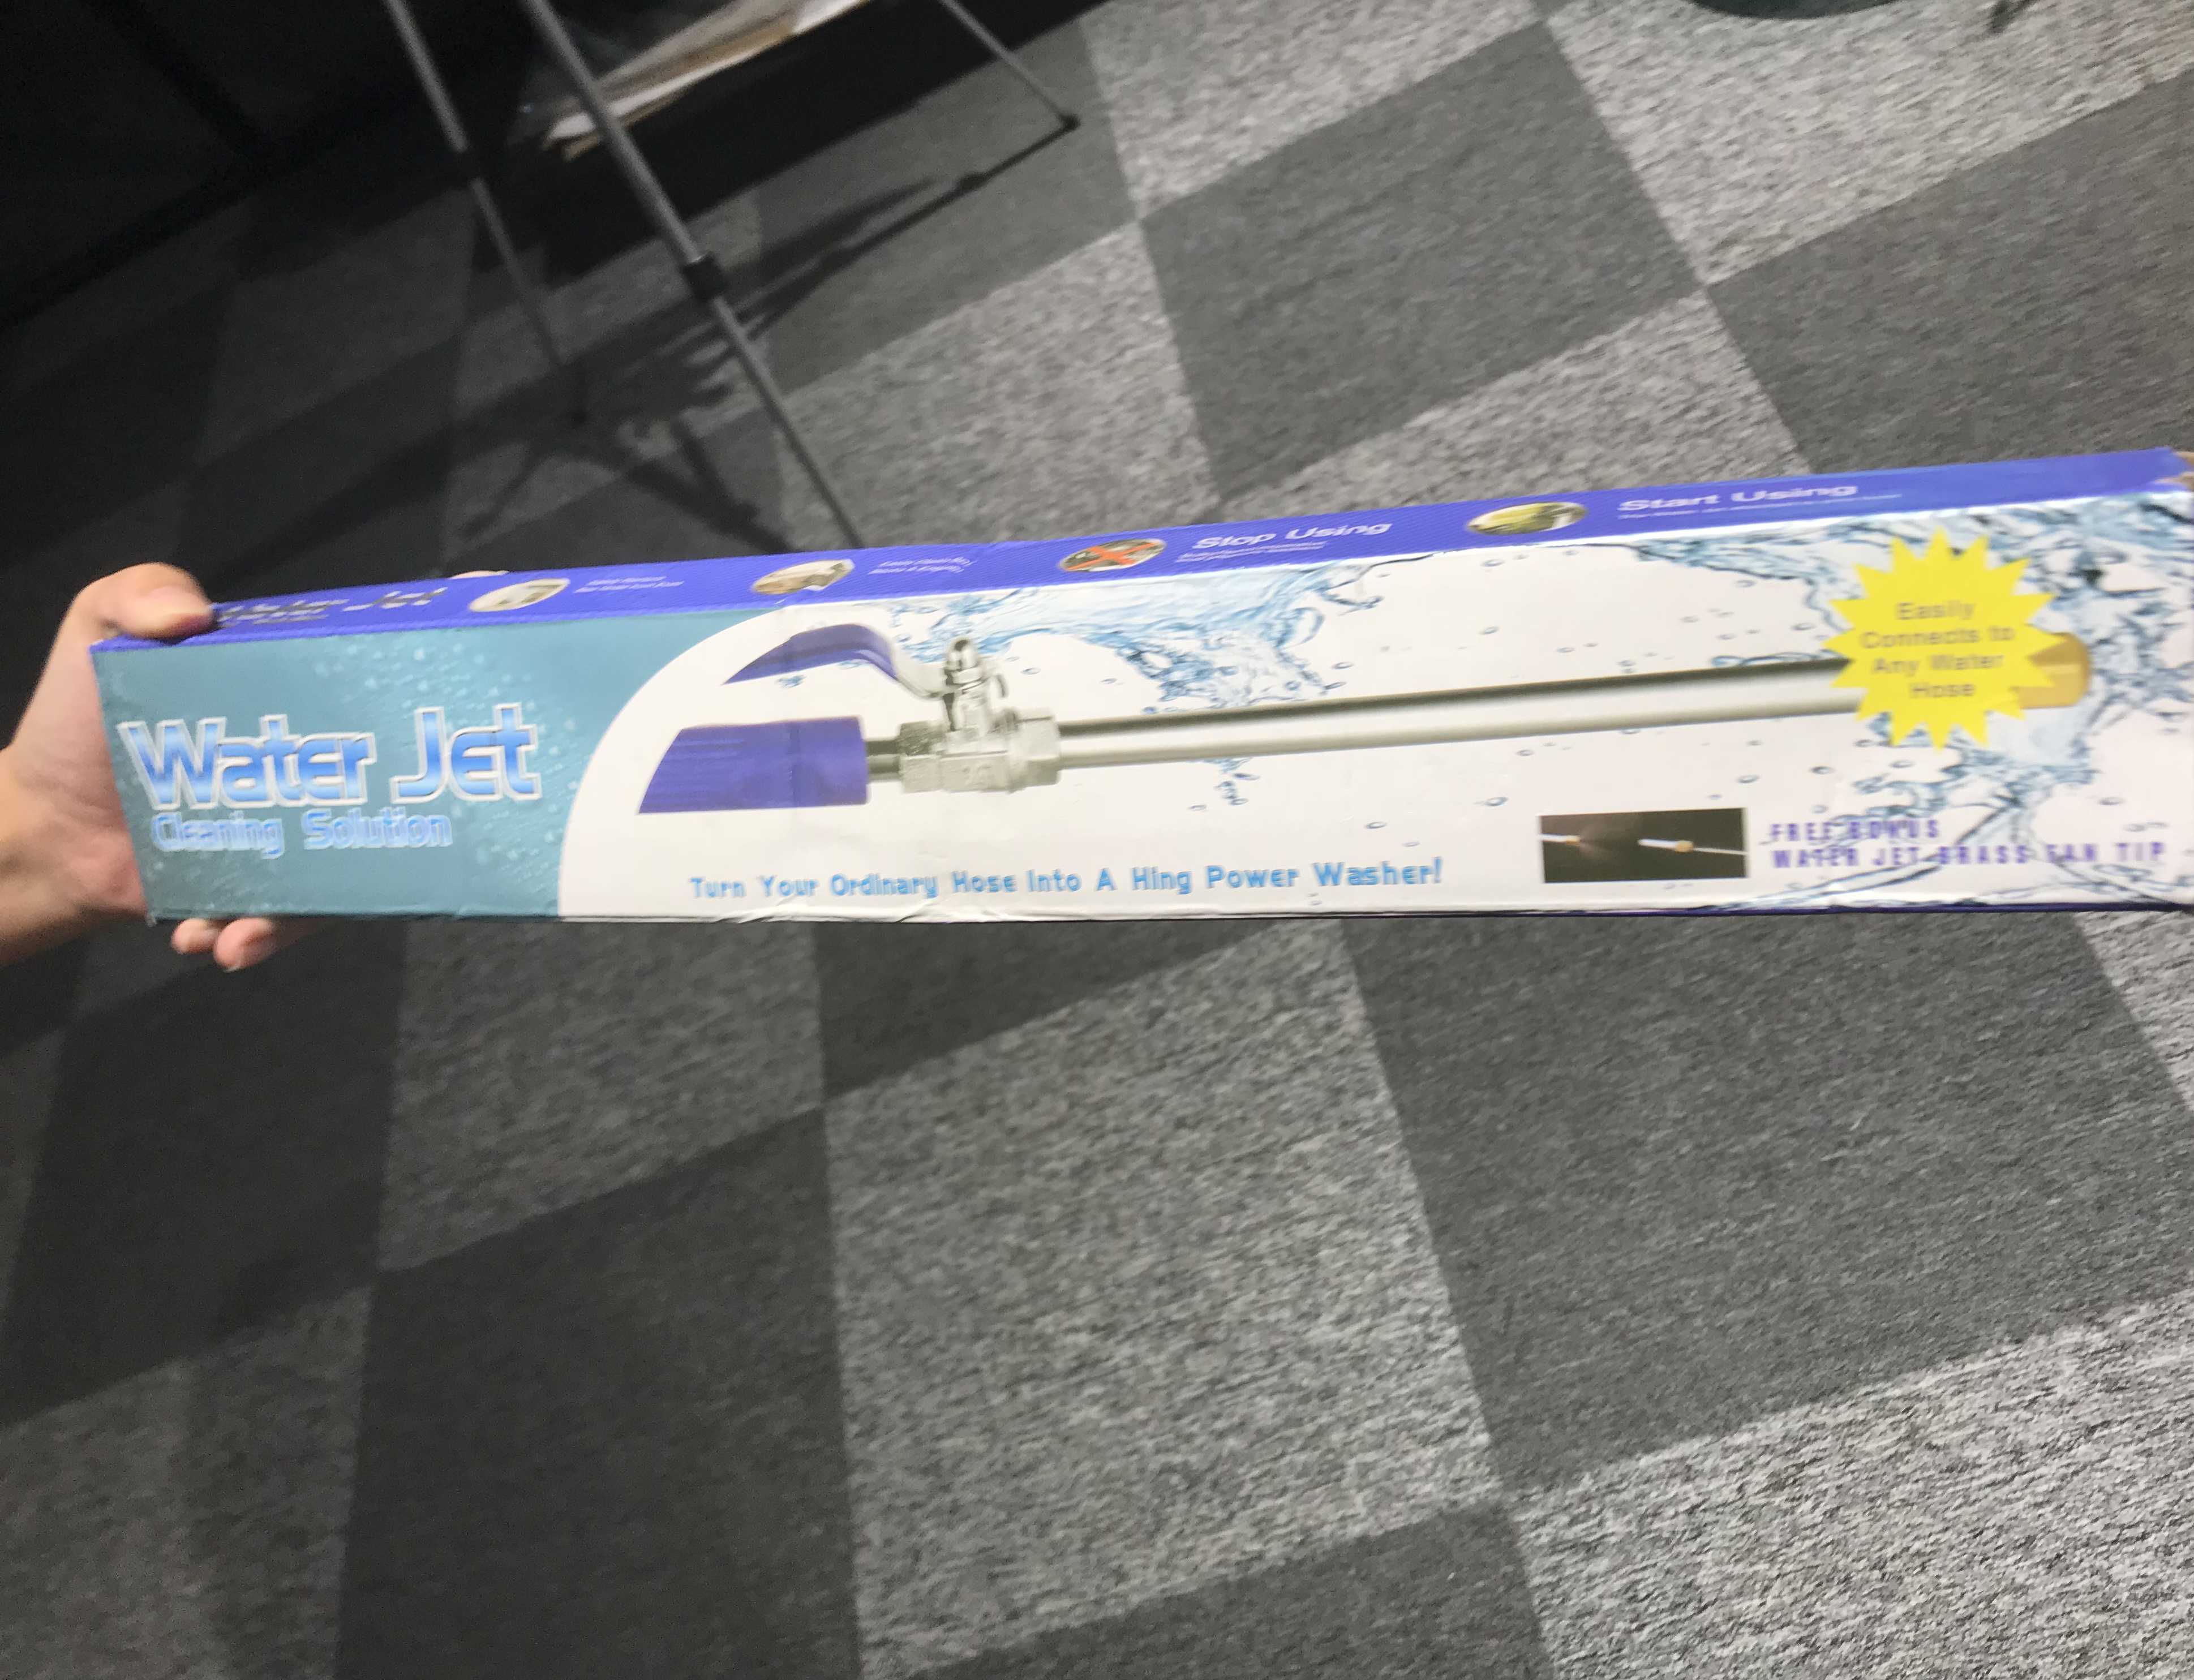 Water Jet
Stop Using
Start Using
Easily
Connects to
Any Water
Hose
Water Jet
Cleaning Solution
Turn Your Ordinary Hose Into A Hing Power Washer!
FREE BONUS
WATER JET BRASS FAN TIP